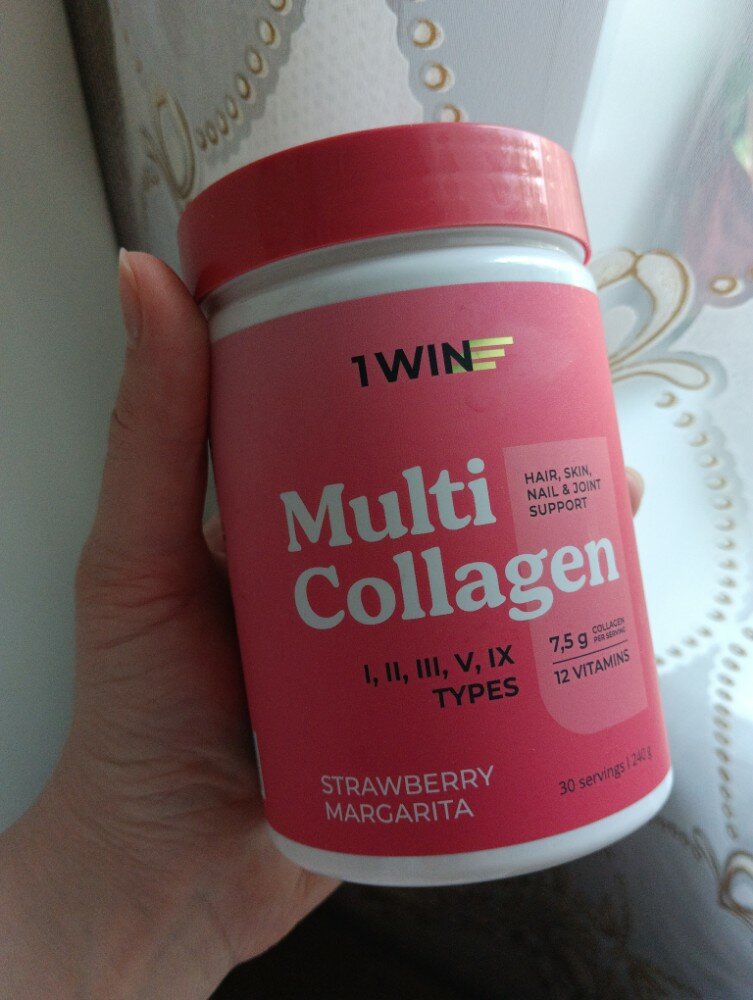 1WIN
HAIR, SKIN,
NAIL & JOINT
SUPPORT
Multi
Collagen
I, II, III, V, IX
TYPES
7,5 g COLLAGEN
PER SERVING
12 VITAMINS
STRAWBERRY
MARGARITA
30 servings | 240 g